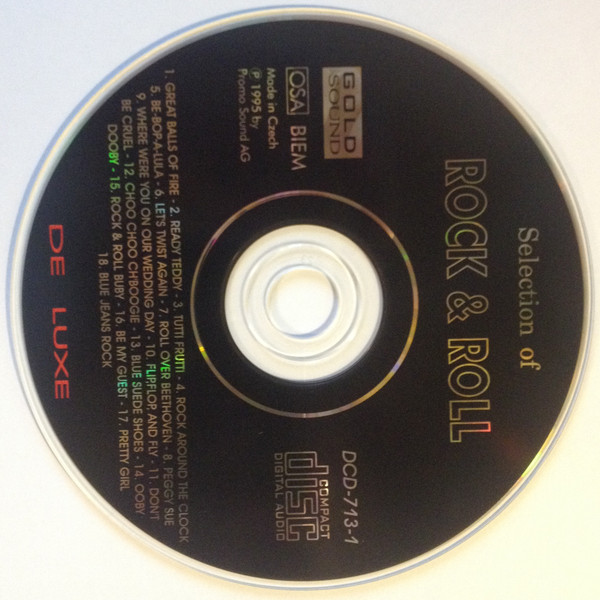 Selection of
ROCK & ROLL
GOLD
SOUND
OSA BIEM
Made in Czech
℗ 1995 by
Promo Sound AG
DCD-713-1
COMPACT
disc
DIGITAL AUDIO
1. GREAT BALLS OF FIRE - 2. READY TEDDY - 3. TUTTI FRUTTI - 4. ROCK AROUND THE CLOCK
5. BE-BOP-A-LULA - 6. LET'S TWIST AGAIN - 7. ROLL OVER BEETHOVEN - 8. PEGGY SUE
9. WHERE WERE YOU ON OUR WEDDING DAY - 10. FLIPFLOP AND FLY - 11. DON'T
BE CRUEL - 12. CHOO CHOO CH'BOOGIE - 13. BLUE SUEDE SHOES - 14. OOBY
DOOBY - 15. ROCK & ROLL BUBY - 16. BE MY GUEST - 17. PRETTY GIRL
18. BLUE JEANS ROCK
DE LUXE